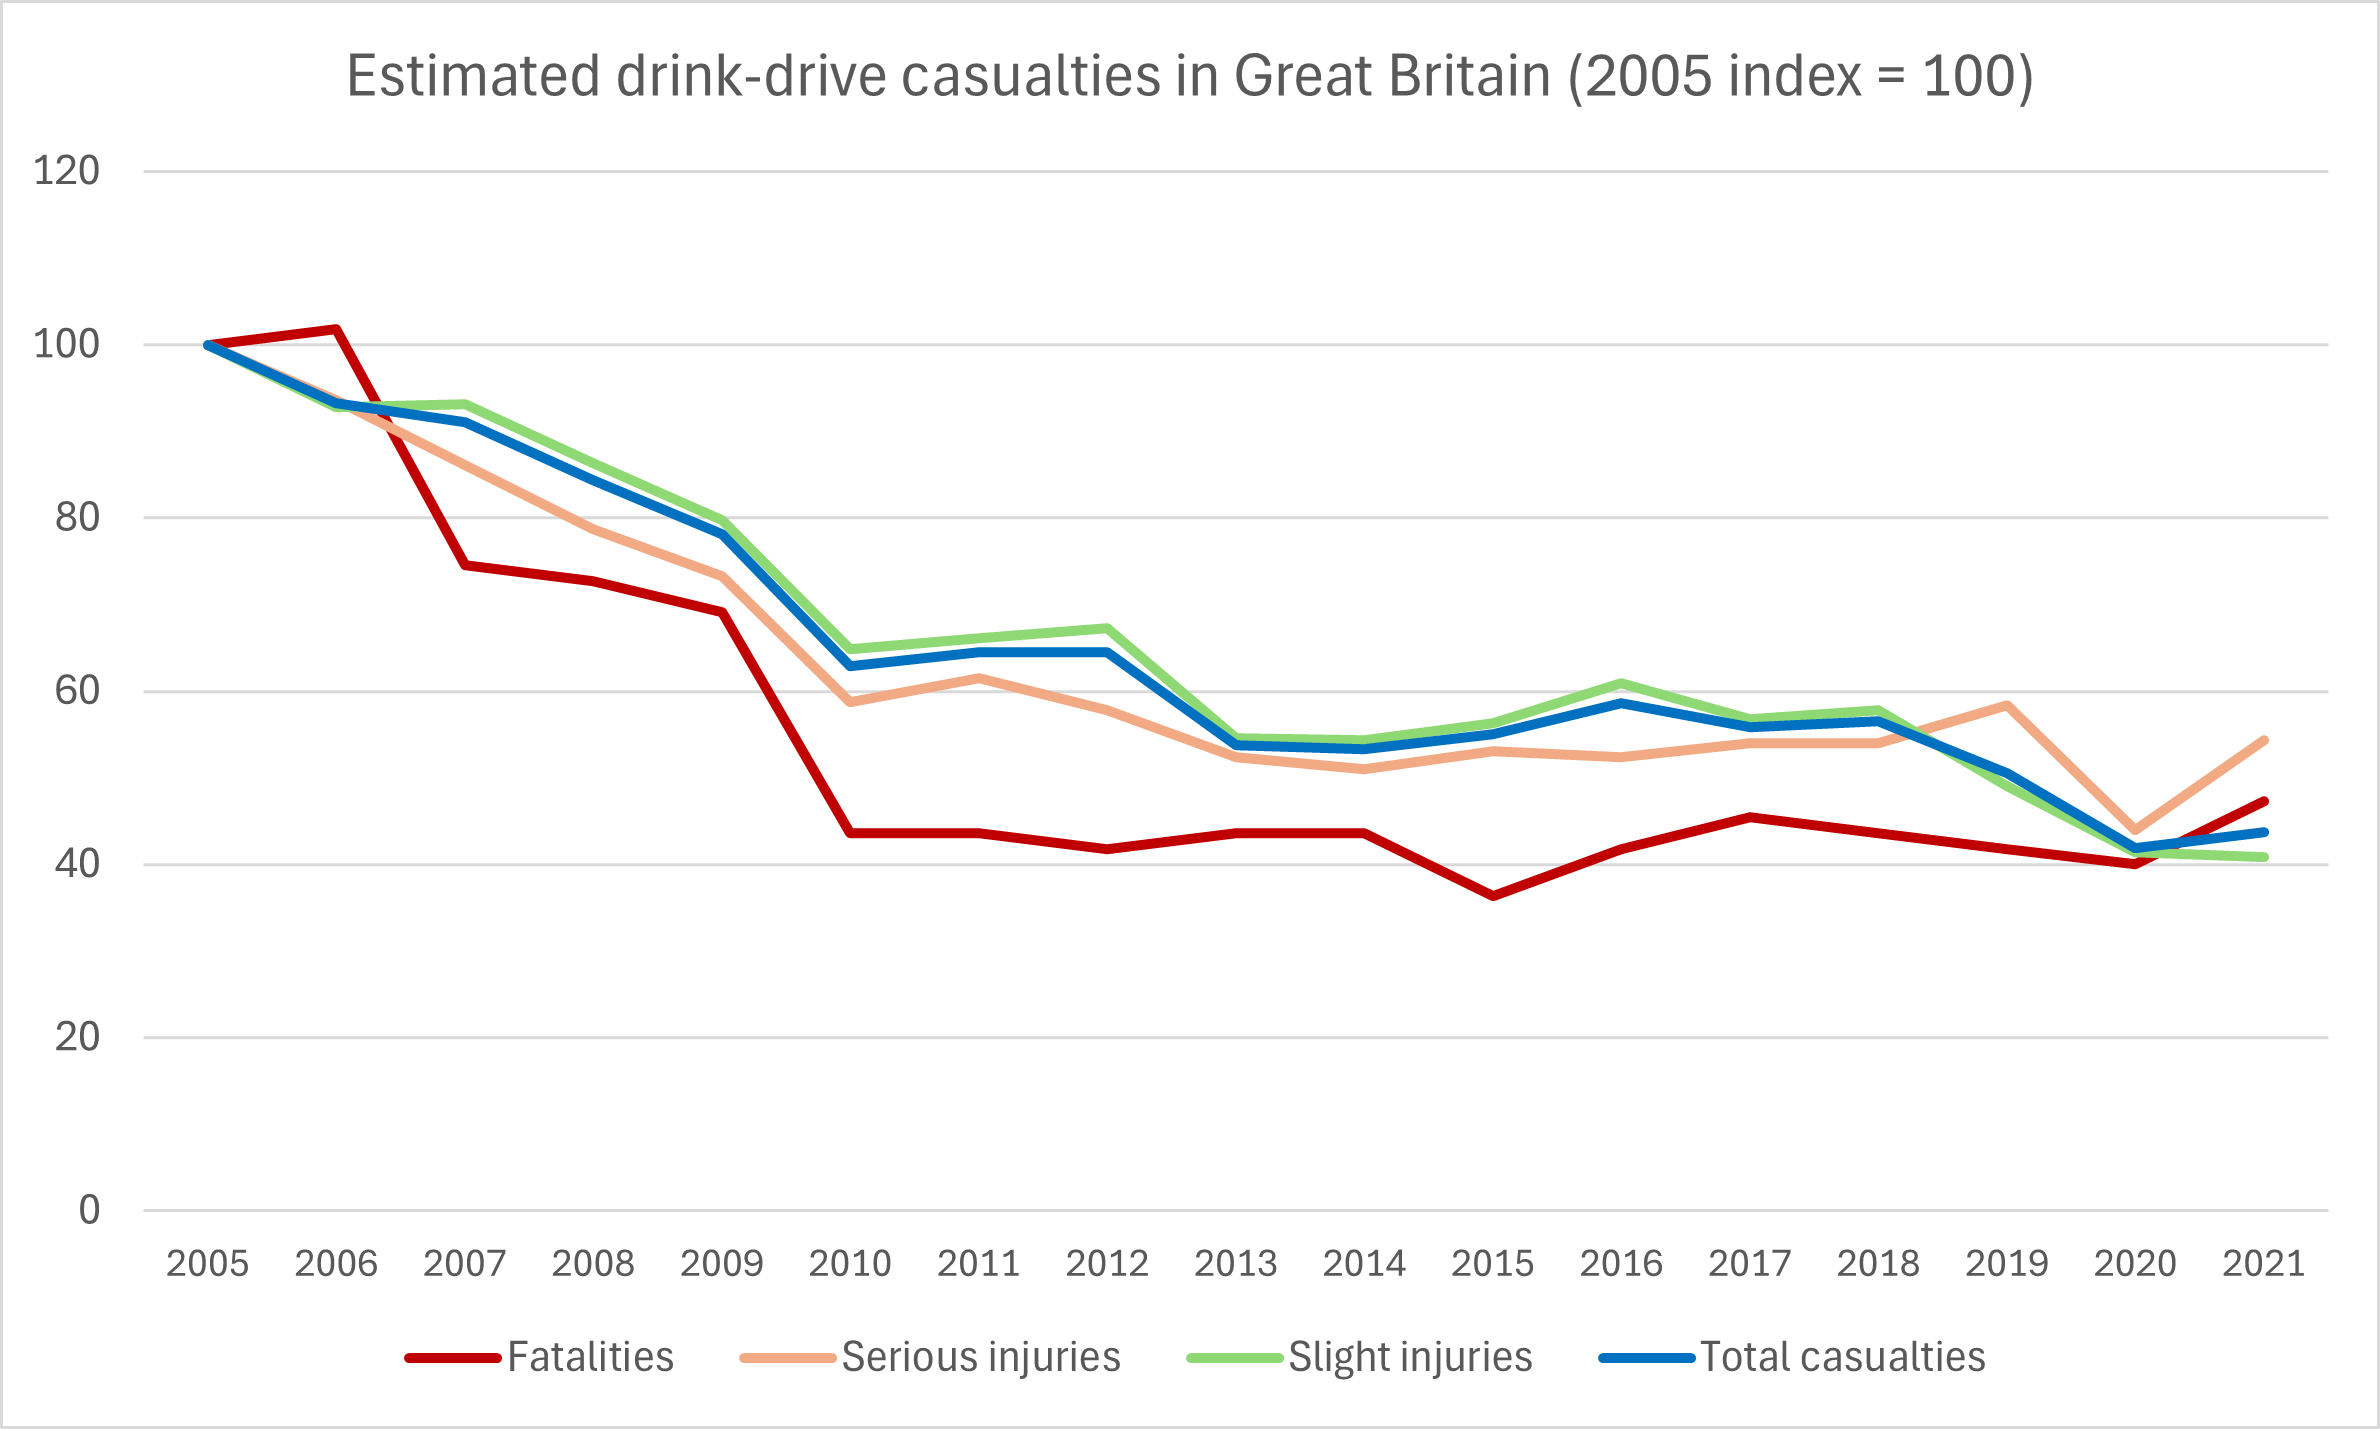 Estimated drink-drive casualties in Great Britain (2005 index = 100)
120
100
80
60
40
20
0
2005 2006 2007 2008 2009 2010 2011 2012 2013 2014 2015 2016 2017 2018 2019 2020 2021
Fatalities Serious injuries Slight injuries Total casualties